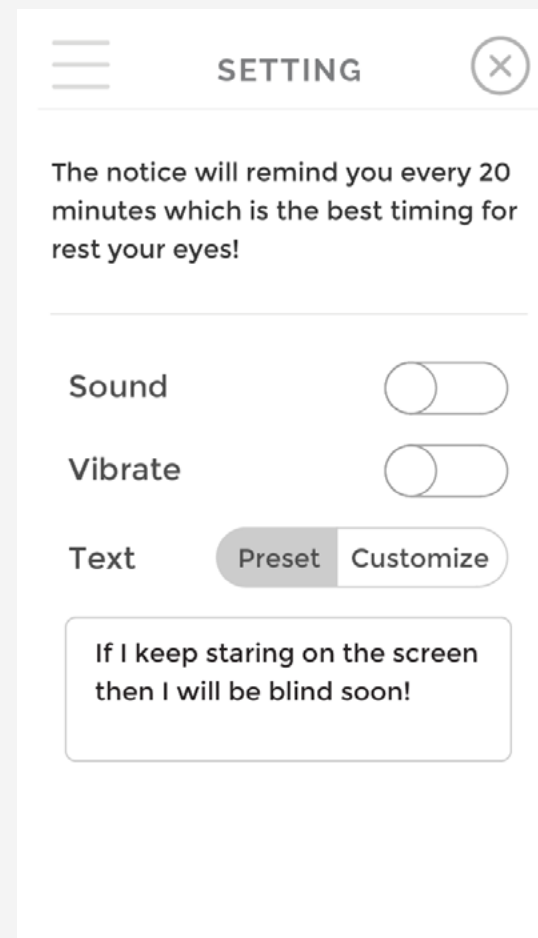 SETTING
The notice will remind you every 20
minutes which is the best timing for
rest your eyes!
Sound
Vibrate
Text Preset Customize
If I keep staring on the screen
then I will be blind soon!